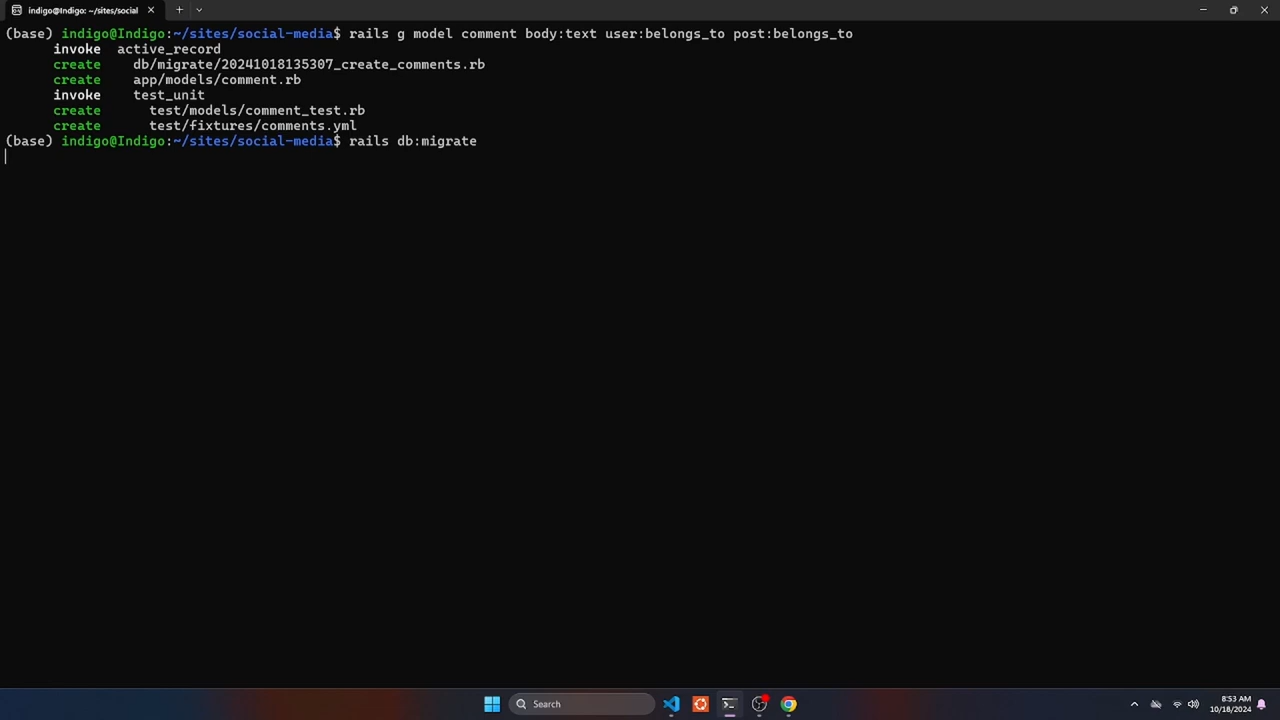 indigo@Indigo: ~/sites/social
(base) indigo@Indigo:~/sites/social-media$ rails g model comment body:text user:belongs_to post:belongs_to
invoke  active_record
create    db/migrate/20241018135307_create_comments.rb
create    app/models/comment.rb
invoke    test_unit
create      test/models/comment_test.rb
create      test/fixtures/comments.yml
(base) indigo@Indigo:~/sites/social-media$ rails db:migrate
Search
8:53 AM
10/18/2024